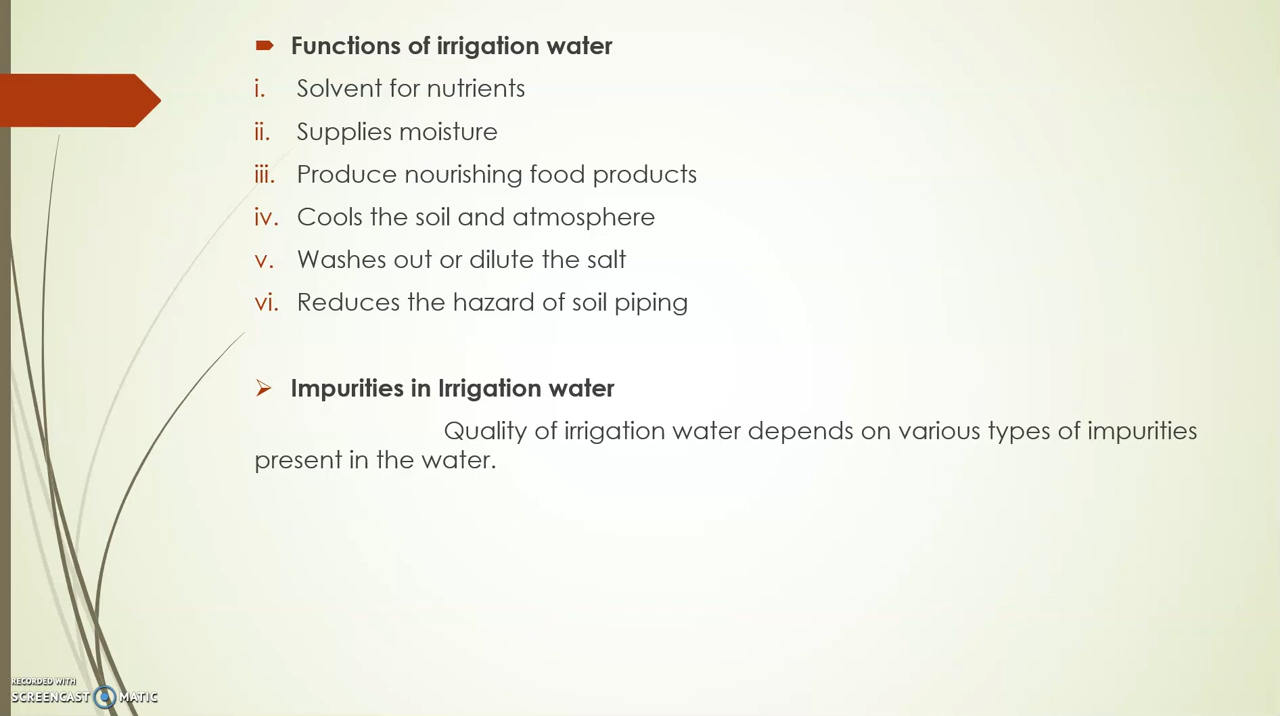 Functions of irrigation water
i. Solvent for nutrients
ii. Supplies moisture
iii. Produce nourishing food products
iv. Cools the soil and atmosphere
v. Washes out or dilute the salt
vi. Reduces the hazard of soil piping
Impurities in Irrigation water
Quality of irrigation water depends on various types of impurities
present in the water.
RECORDED WITH
SCREENCAST MATIC